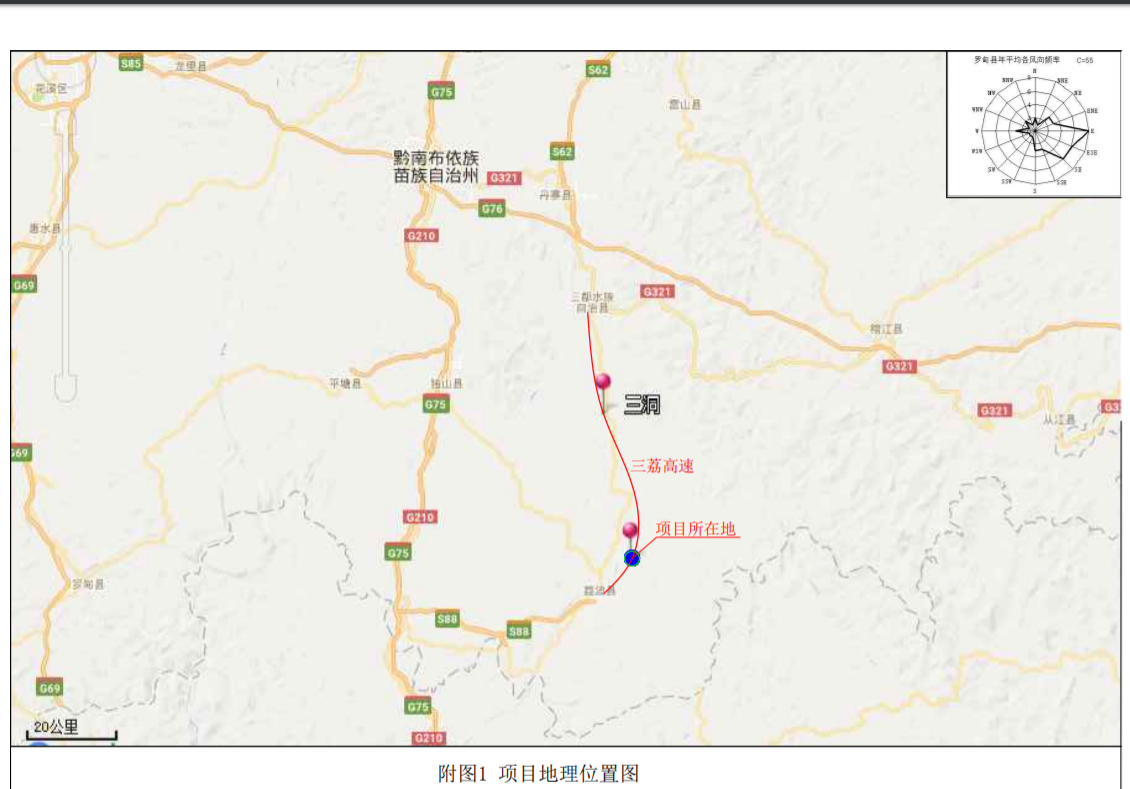 S85
龙里县
S62
罗甸县年平均各风向频率 C=55
花溪区
G75
雷山县
N
NNE
NE
ENE
E
ESE
SE
SSE
S
SSW
SW
WSW
W
WNW
NW
NNW
黔南布依族
苗族自治州
S62
G321
丹寨县
G76
惠水县
G210
G69
三都水族
自治县
G321
榕江县
G321
平塘县
独山县
G75
三洞
G321
从江县
G3
G69
三荔高速
G210
项目所在地
G75
罗甸县
荔波县
S88
S88
G69
G75
20公里
G210
附图1 项目地理位置图